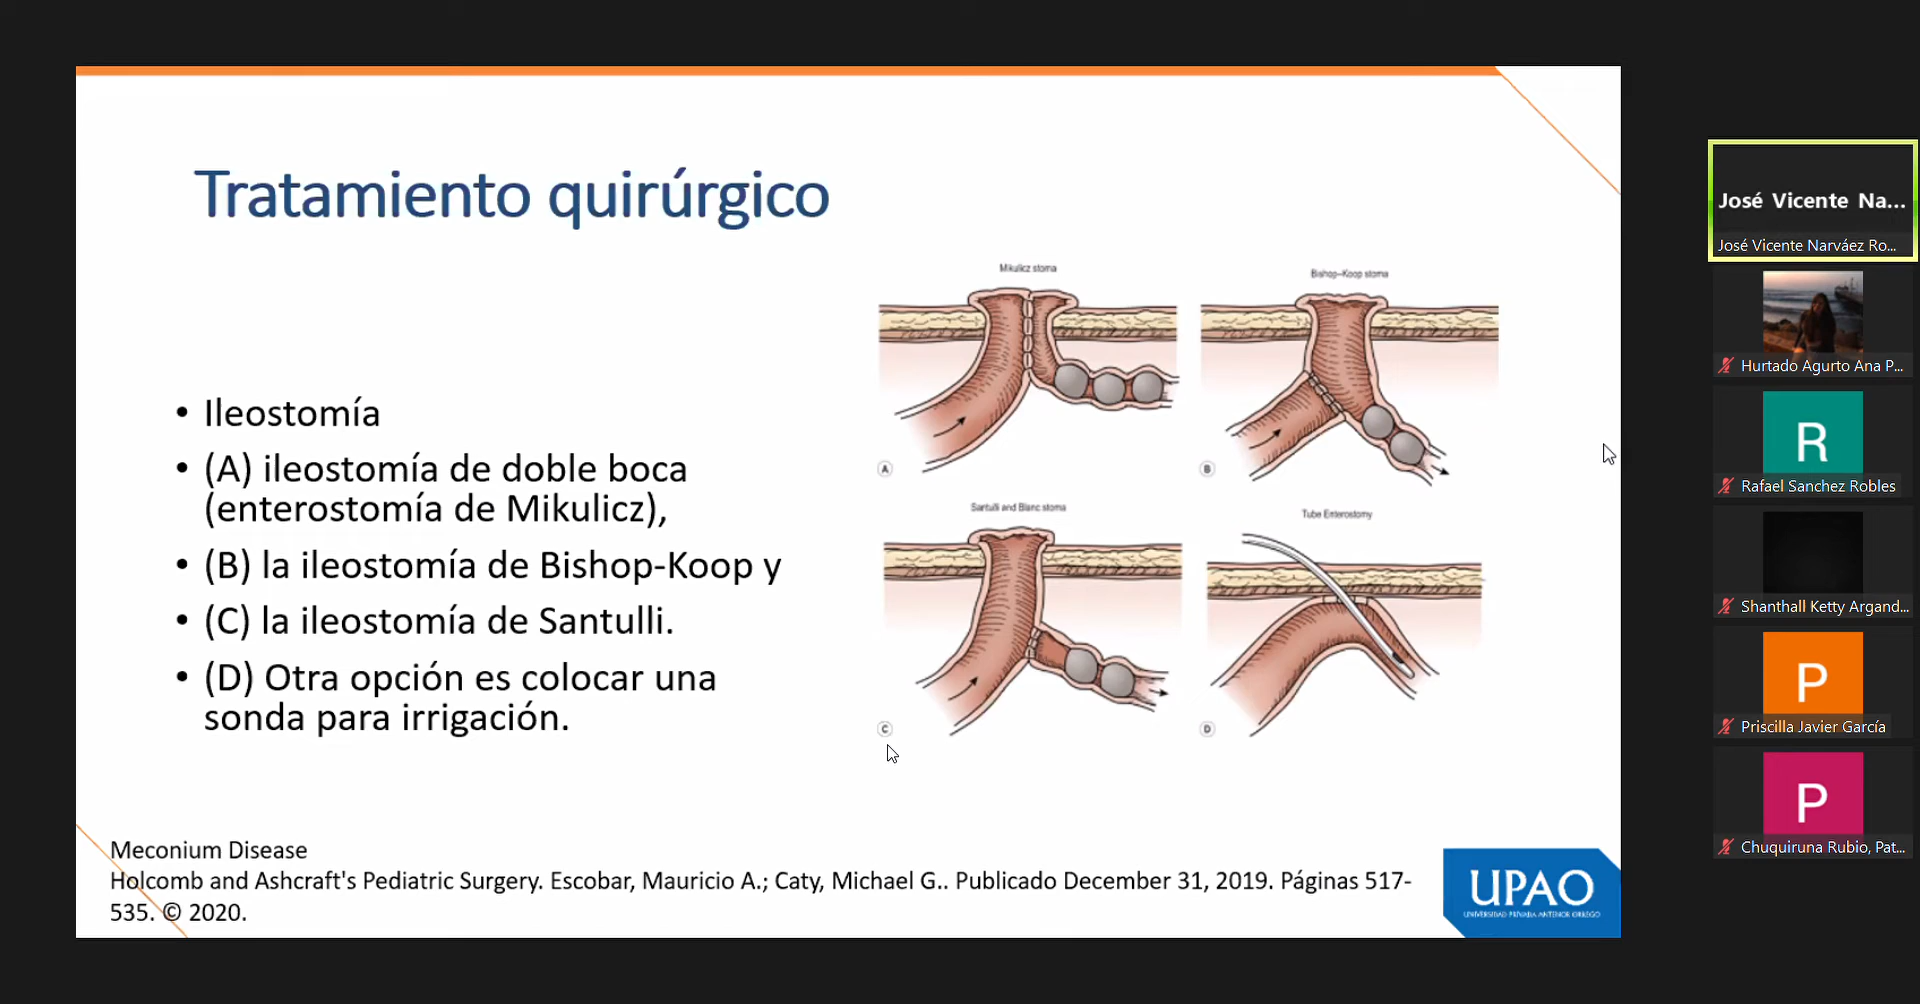 Tratamiento quirúrgico
• Ileostomía
• (A) ileostomía de doble boca
(enterostomía de Mikulicz),
• (B) la ileostomía de Bishop-Koop y
• (C) la ileostomía de Santulli.
• (D) Otra opción es colocar una
sonda para irrigación.
Mikulicz stoma
A
Bishop–Koop stoma
B
Santulli and Blanc stoma
C
Tube Enterostomy
D
Meconium Disease
Holcomb and Ashcraft's Pediatric Surgery. Escobar, Mauricio A.; Caty, Michael G.. Publicado December 31, 2019. Páginas 517-
535. © 2020.
UPAO
UNIVERSIDAD PRIVADA ANTENOR ORREGO
José Vicente Na...
José Vicente Narváez Ro...
Hurtado Agurto Ana P...
R
Rafael Sanchez Robles
Shanthall Ketty Argand...
P
Priscilla Javier García
P
Chuquiruna Rubio, Pat...